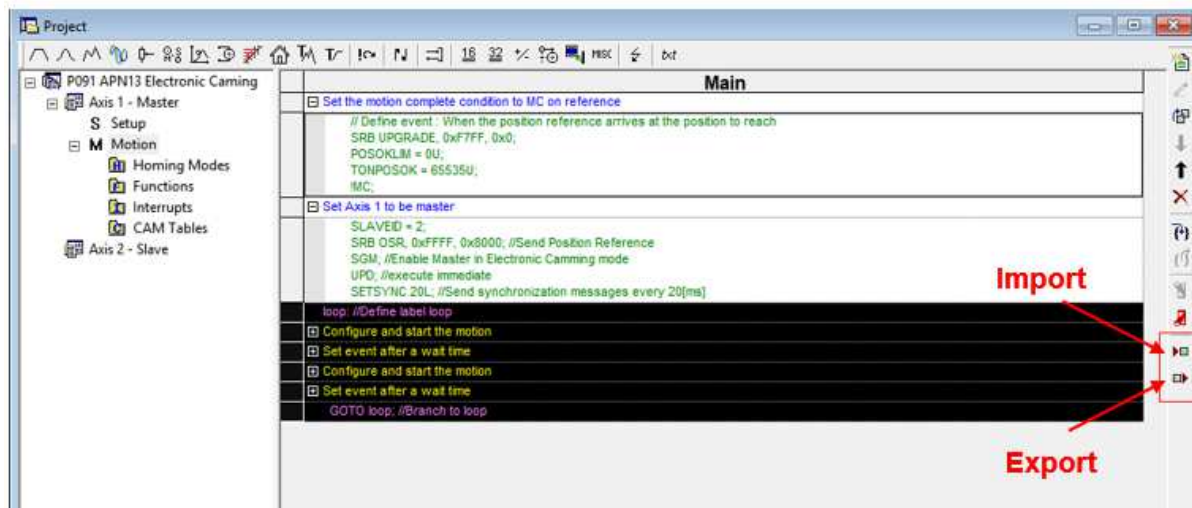 Project
16 32 +/- MISC txt
P091 APN13 Electronic Caming
Axis 1 - Master
S Setup
M Motion
Homing Modes
Functions
Interrupts
CAM Tables
Axis 2 - Slave
Main
Set the motion complete condition to MC on reference
// Define event : When the position reference arrives at the position to reach
SRB UPGRADE, 0xF7FF, 0x0;
POSOKLIM = 0U;
TONPOSOK = 65535U;
!MC;
Set Axis 1 to be master
SLAVEID = 2;
SRB OSR, 0xFFFF, 0x8000; //Send Position Reference
SGM; //Enable Master in Electronic Camming mode
UPD; //execute immediate
SETSYNC 20L; //Send synchronization messages every 20[ms]
loop: //Define label loop
Configure and start the motion
Set event after a wait time
Configure and start the motion
Set event after a wait time
GOTO loop; //Branch to loop
Import
Export